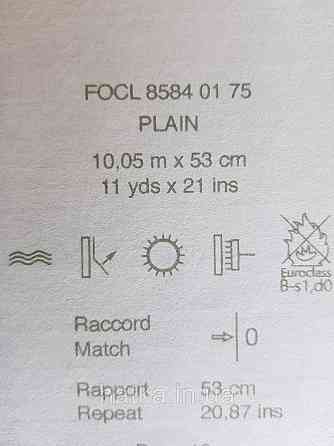 FOCL 8584 01 75
PLAIN
10,05 m x 53 cm
11 yds x 21 ins
Euroclass
B-s1,d0
Raccord
Match
0
Rapport 53 cm
Repeat 20,87 ins